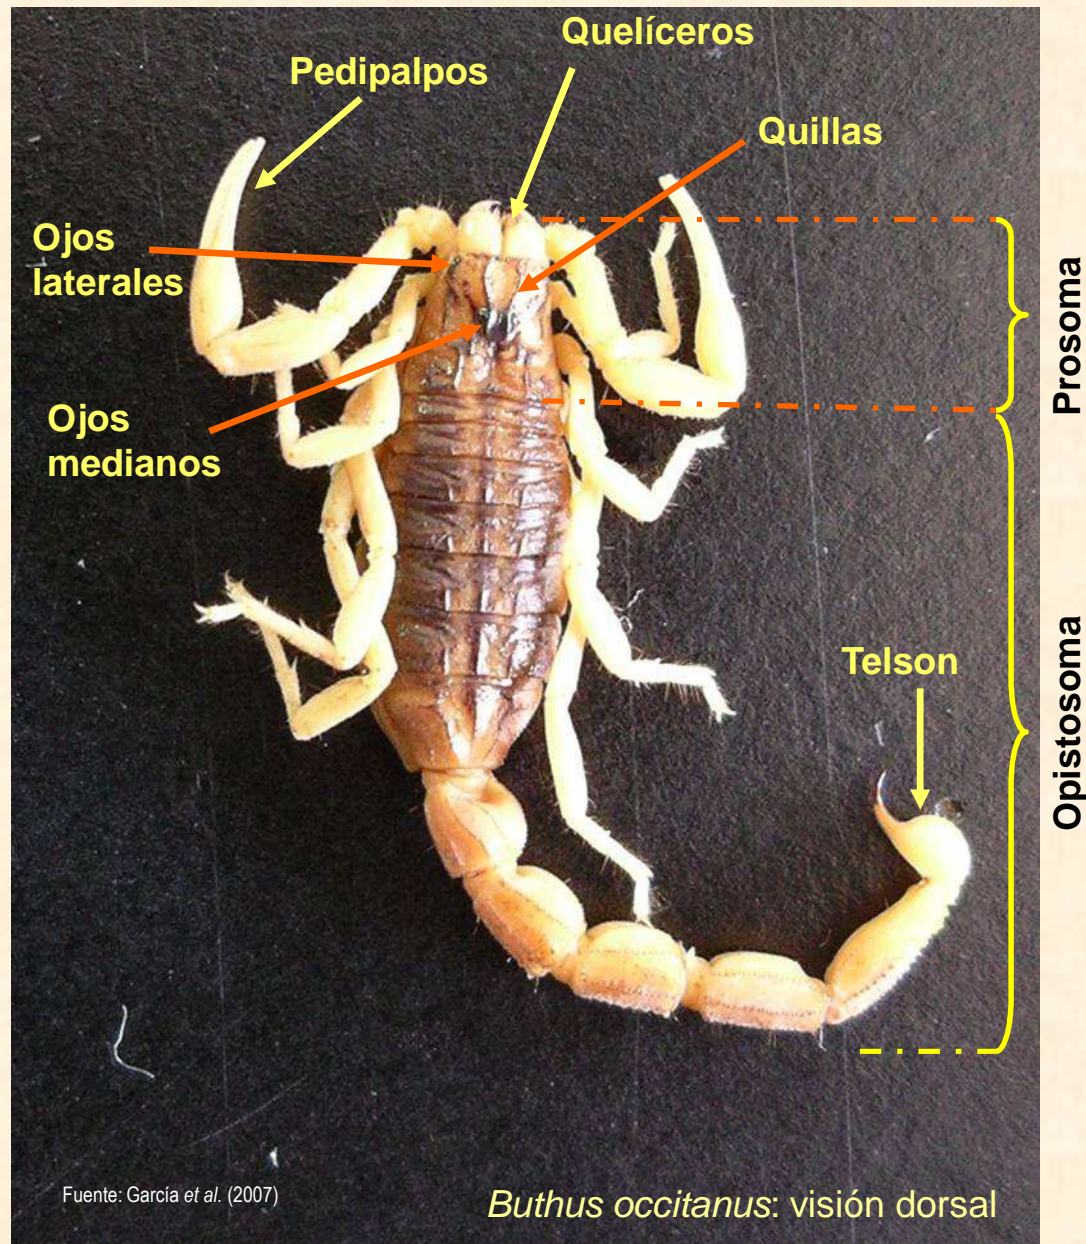 Quelíceros
Pedipalpos
Quillas
Ojos
laterales
Prosoma
Ojos
medianos
Telson
Opistosoma
Fuente: García et al. (2007)
Buthus occitanus: visión dorsal